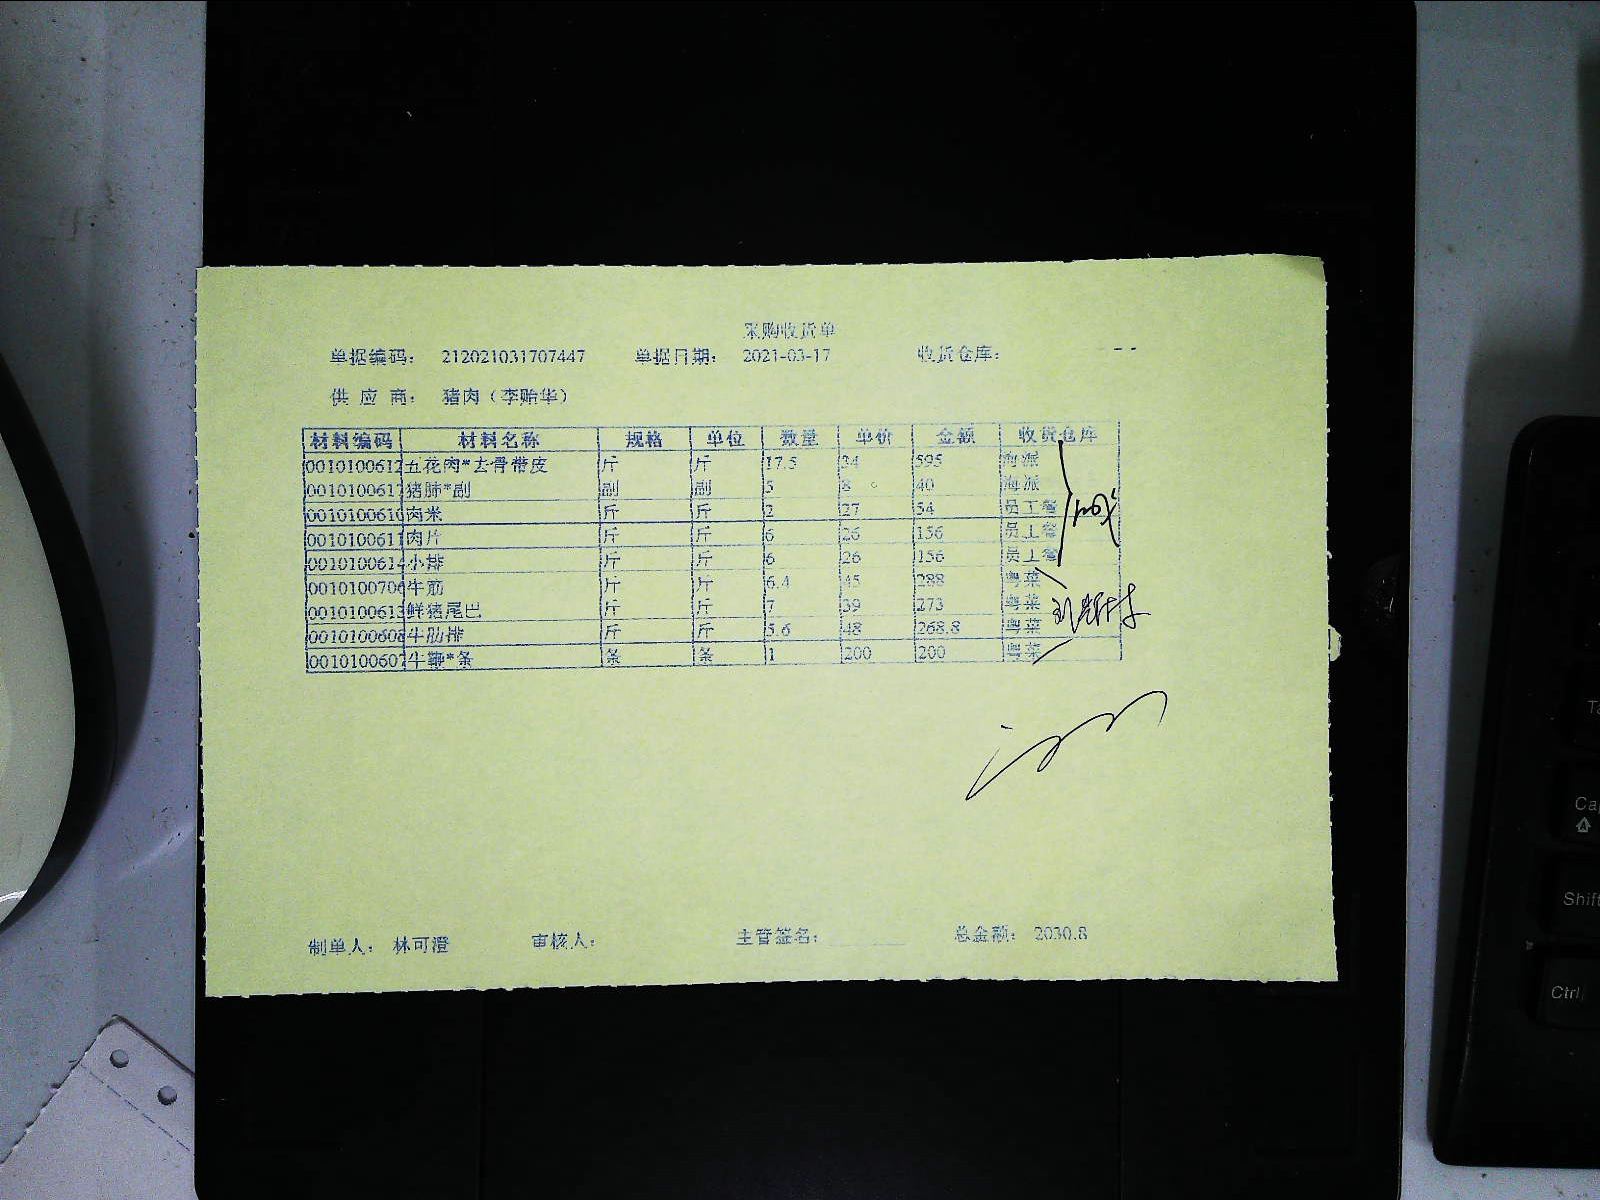 采购收货单
单据编码： 212021031707447 单据日期： 2021-03-17 收货仓库：
供 应 商： 猪肉（李贻华）
材料编码 材料名称 规格 单位 数量 单价 金额 收货仓库
0010100612 五花肉*去骨带皮 斤 斤 17.5 34 595 海派
0010100617 猪肺*副 副 副 5 8 40 海派
0010100610 肉米 斤 斤 2 27 54 员工餐
0010100611 肉片 斤 斤 6 26 156 员工餐
0010100614 小排 斤 斤 6 26 156 员工餐
0010100706 牛筋 斤 斤 6.4 45 288 粤菜
0010100613 鲜猪尾巴 斤 斤 7 39 273 粤菜
0010100608 牛肋排 斤 斤 5.6 48 268.8 粤菜
0010100607 牛鞭*条 条 条 1 200 200 粤菜
制单人： 林可澄 审核人： 主管签名： 总金额： 2030.8
Cap
Shift
Ctrl